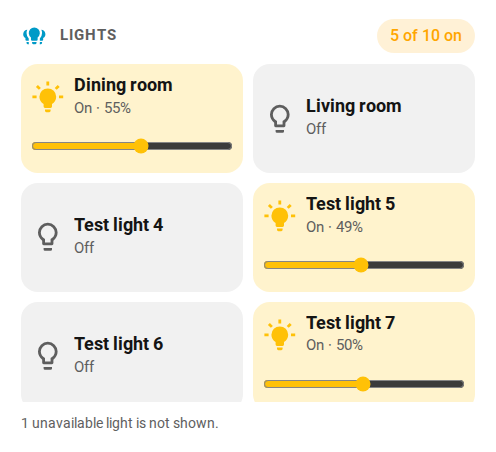 LIGHTS
5 of 10 on
Dining room
On · 55%
Living room
Off
Test light 4
Off
Test light 5
On · 49%
Test light 6
Off
Test light 7
On · 50%
1 unavailable light is not shown.